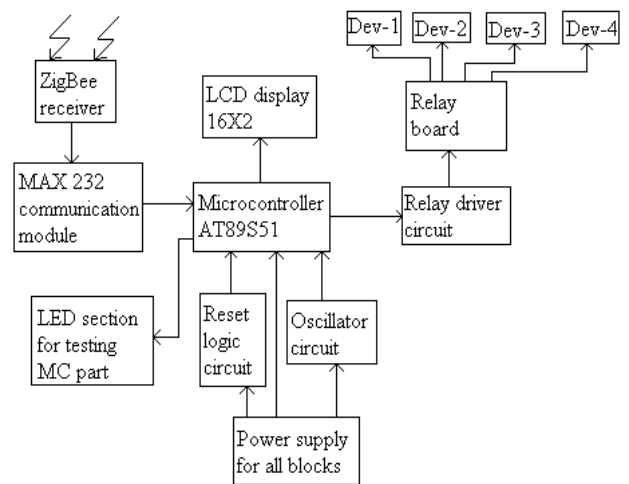 Dev-1
Dev-2
Dev-3
Dev-4
ZigBee
receiver
LCD display
16X2
Relay
board
MAX 232
communication
module
Microcontroller
AT89S51
Relay driver
circuit
LED section
for testing
MC part
Reset
logic
circuit
Oscillator
circuit
Power supply
for all blocks